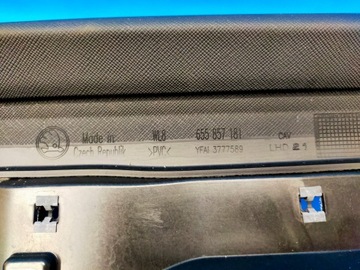 Made in WL8 655 857 181 CAV
Czech Republic >PVC< YFAI 3777589 LHD 21